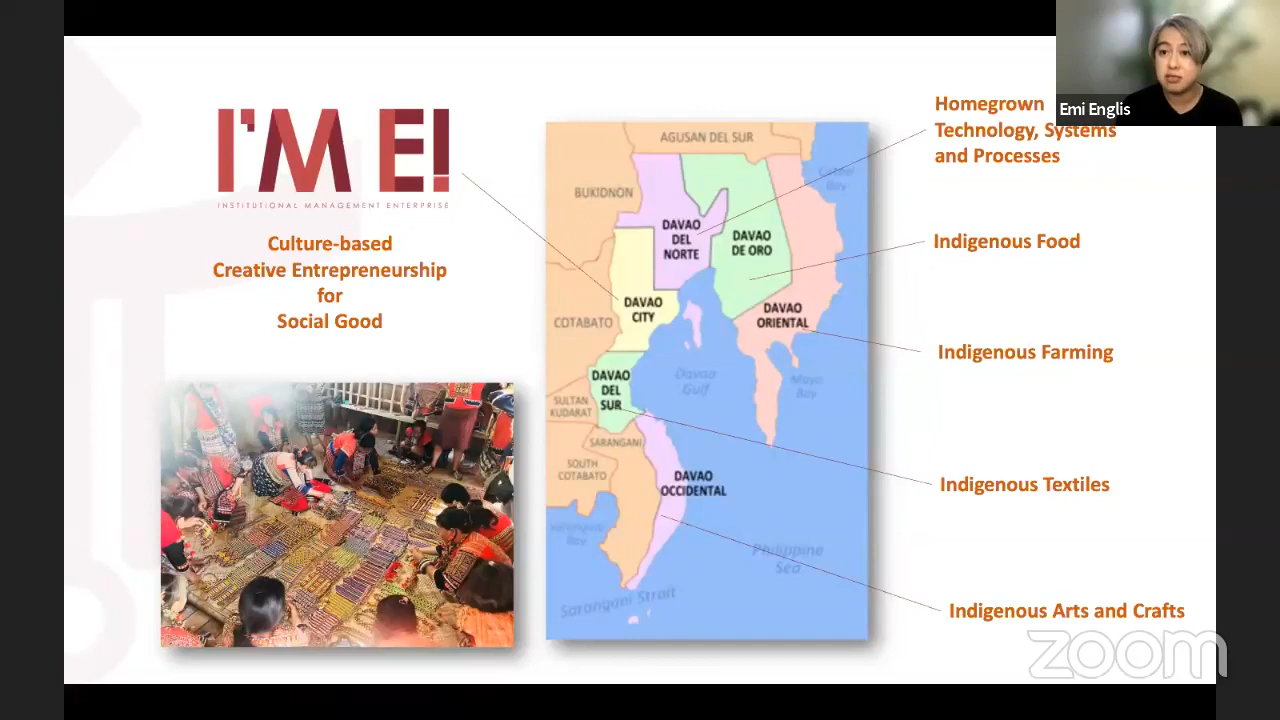 I'M E!
INSTITUTIONAL MANAGEMENT ENTERPRISE
Culture-based
Creative Entrepreneurship
for
Social Good
AGUSAN DEL SUR
BUKIDNON
DAVAO
DEL
NORTE
DAVAO
DE ORO
DAVAO
CITY
COTABATO
DAVAO
ORIENTAL
DAVAO
DEL
SUR
Davao
Gulf
Mayo
Bay
SULTAN
KUDARAT
SARANGANI
SOUTH
COTABATO
DAVAO
OCCIDENTAL
Bay
Bay
Philippine
Sea
Sarangani Strait
Emi Englis
Homegrown
Technology, Systems
and Processes
Indigenous Food
Indigenous Farming
Indigenous Textiles
Indigenous Arts and Crafts
zoom